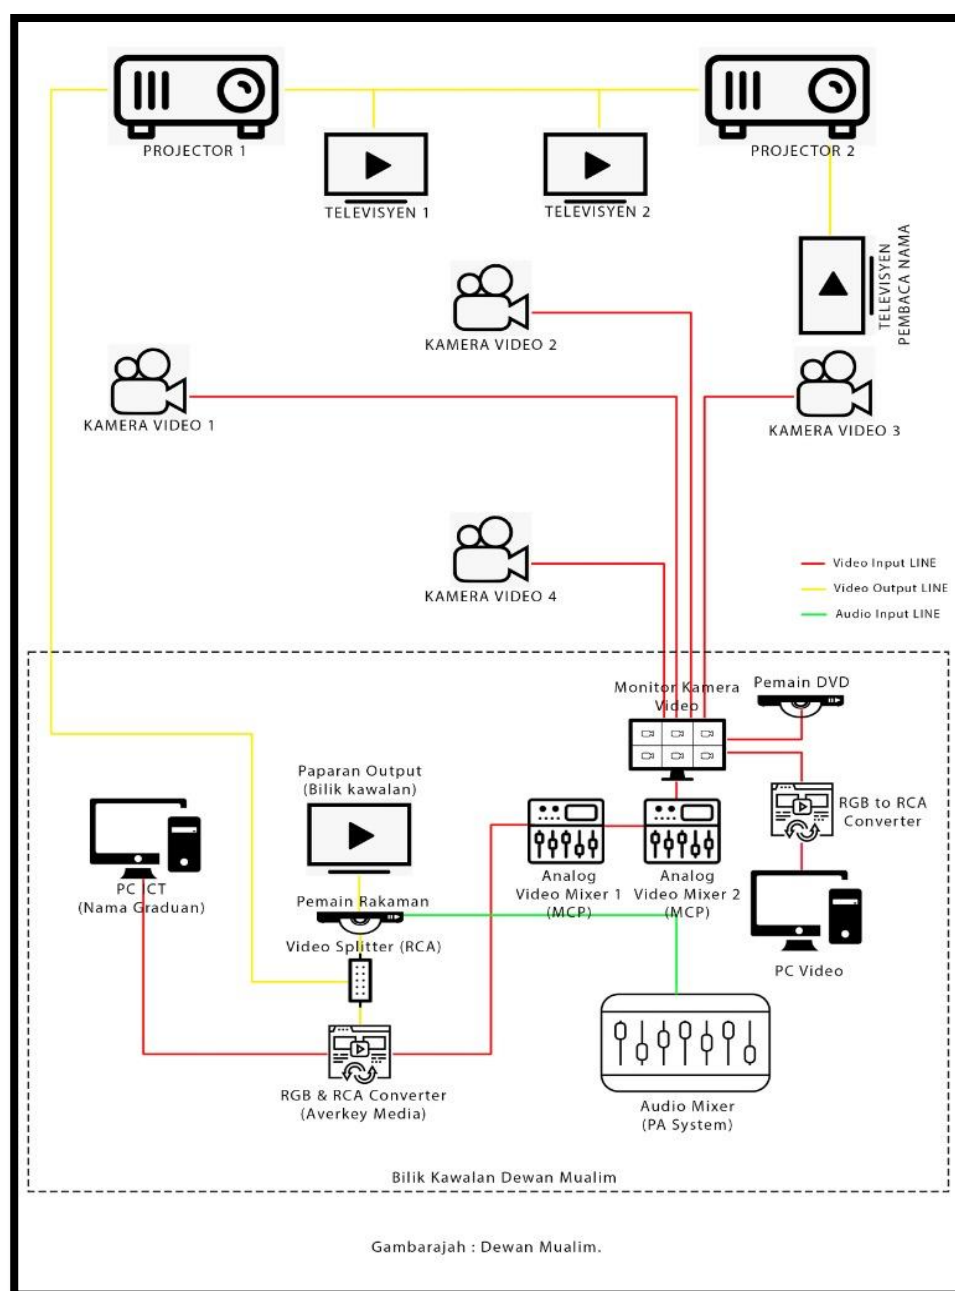 PROJECTOR 1
PROJECTOR 2
TELEVISYEN 1
TELEVISYEN 2
TELEVISYEN
PEMBACA NAMA
KAMERA VIDEO 2
KAMERA VIDEO 1
KAMERA VIDEO 3
KAMERA VIDEO 4
Video Input LINE
Video Output LINE
Audio Input LINE
Monitor Kamera
Video
Pemain DVD
Paparan Output
(Bilik kawalan)
RGB to RCA
Converter
PC ICT
(Nama Graduan)
Analog
Video Mixer 1
(MCP)
Analog
Video Mixer 2
(MCP)
Pemain Rakaman
Video Splitter (RCA)
PC Video
RGB & RCA Converter
(Averkey Media)
Audio Mixer
(PA System)
Bilik Kawalan Dewan Mualim
Gambarajah : Dewan Mualim.